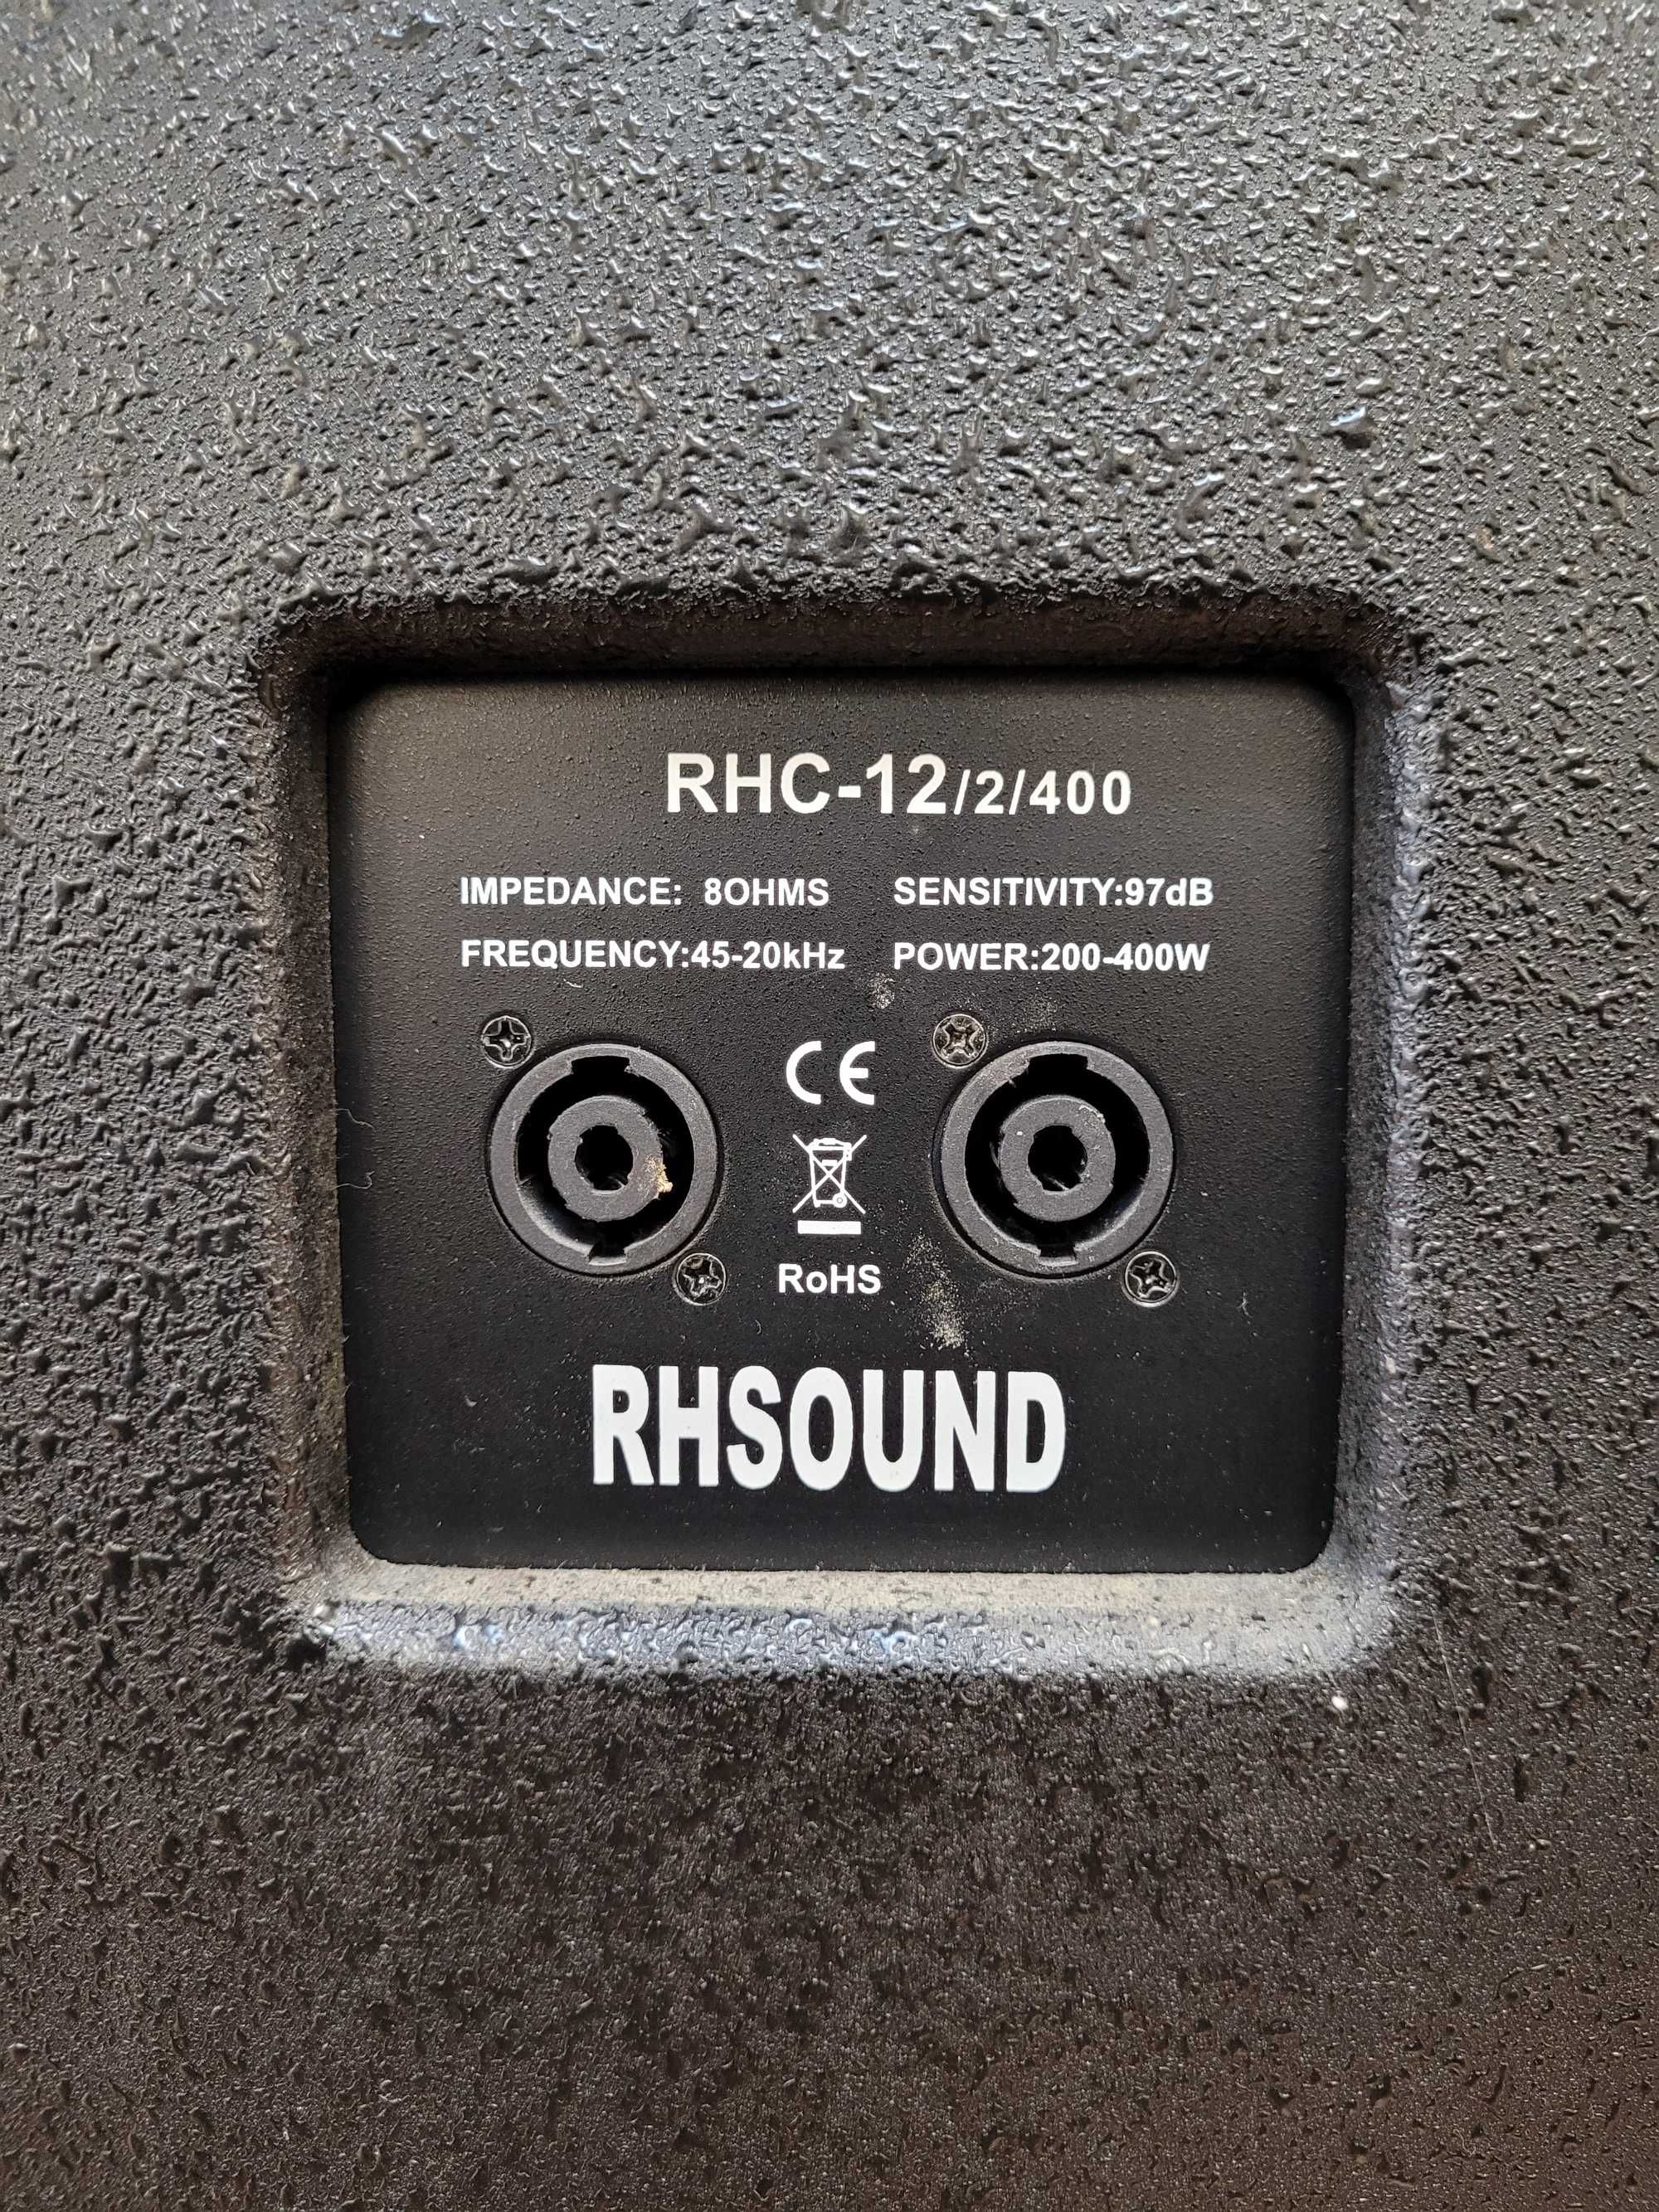 RHC-12/2/400
IMPEDANCE: 8OHMS SENSITIVITY:97dB
FREQUENCY:45-20kHz POWER:200-400W
CE
RoHS
RHSOUND